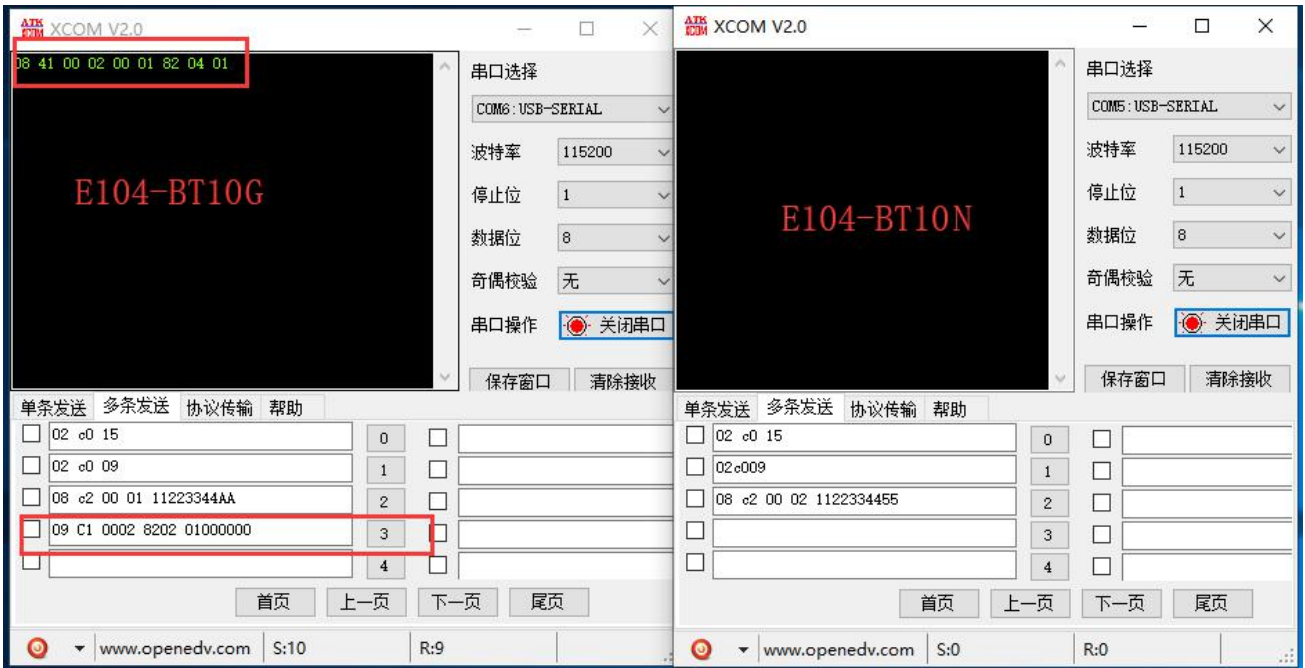 ATK XCOM XCOM V2.0
08 41 00 02 00 01 82 04 01
E104-BT10G
串口选择
COM6:USB-SERIAL
波特率 115200
停止位 1
数据位 8
奇偶校验 无
串口操作 关闭串口
保存窗口 清除接收
单条发送 多条发送 协议传输 帮助
02 c0 15 0
02 c0 09 1
08 c2 00 01 11223344AA 2
09 C1 0002 8202 01000000 3
4
首页 上一页 下一页 尾页
www.openedv.com S:10 R:9
ATK XCOM XCOM V2.0
E104-BT10N
串口选择
COM5:USB-SERIAL
波特率 115200
停止位 1
数据位 8
奇偶校验 无
串口操作 关闭串口
保存窗口 清除接收
单条发送 多条发送 协议传输 帮助
02 c0 15 0
02c009 1
08 c2 00 02 1122334455 2
3
4
首页 上一页 下一页 尾页
www.openedv.com S:0 R:0